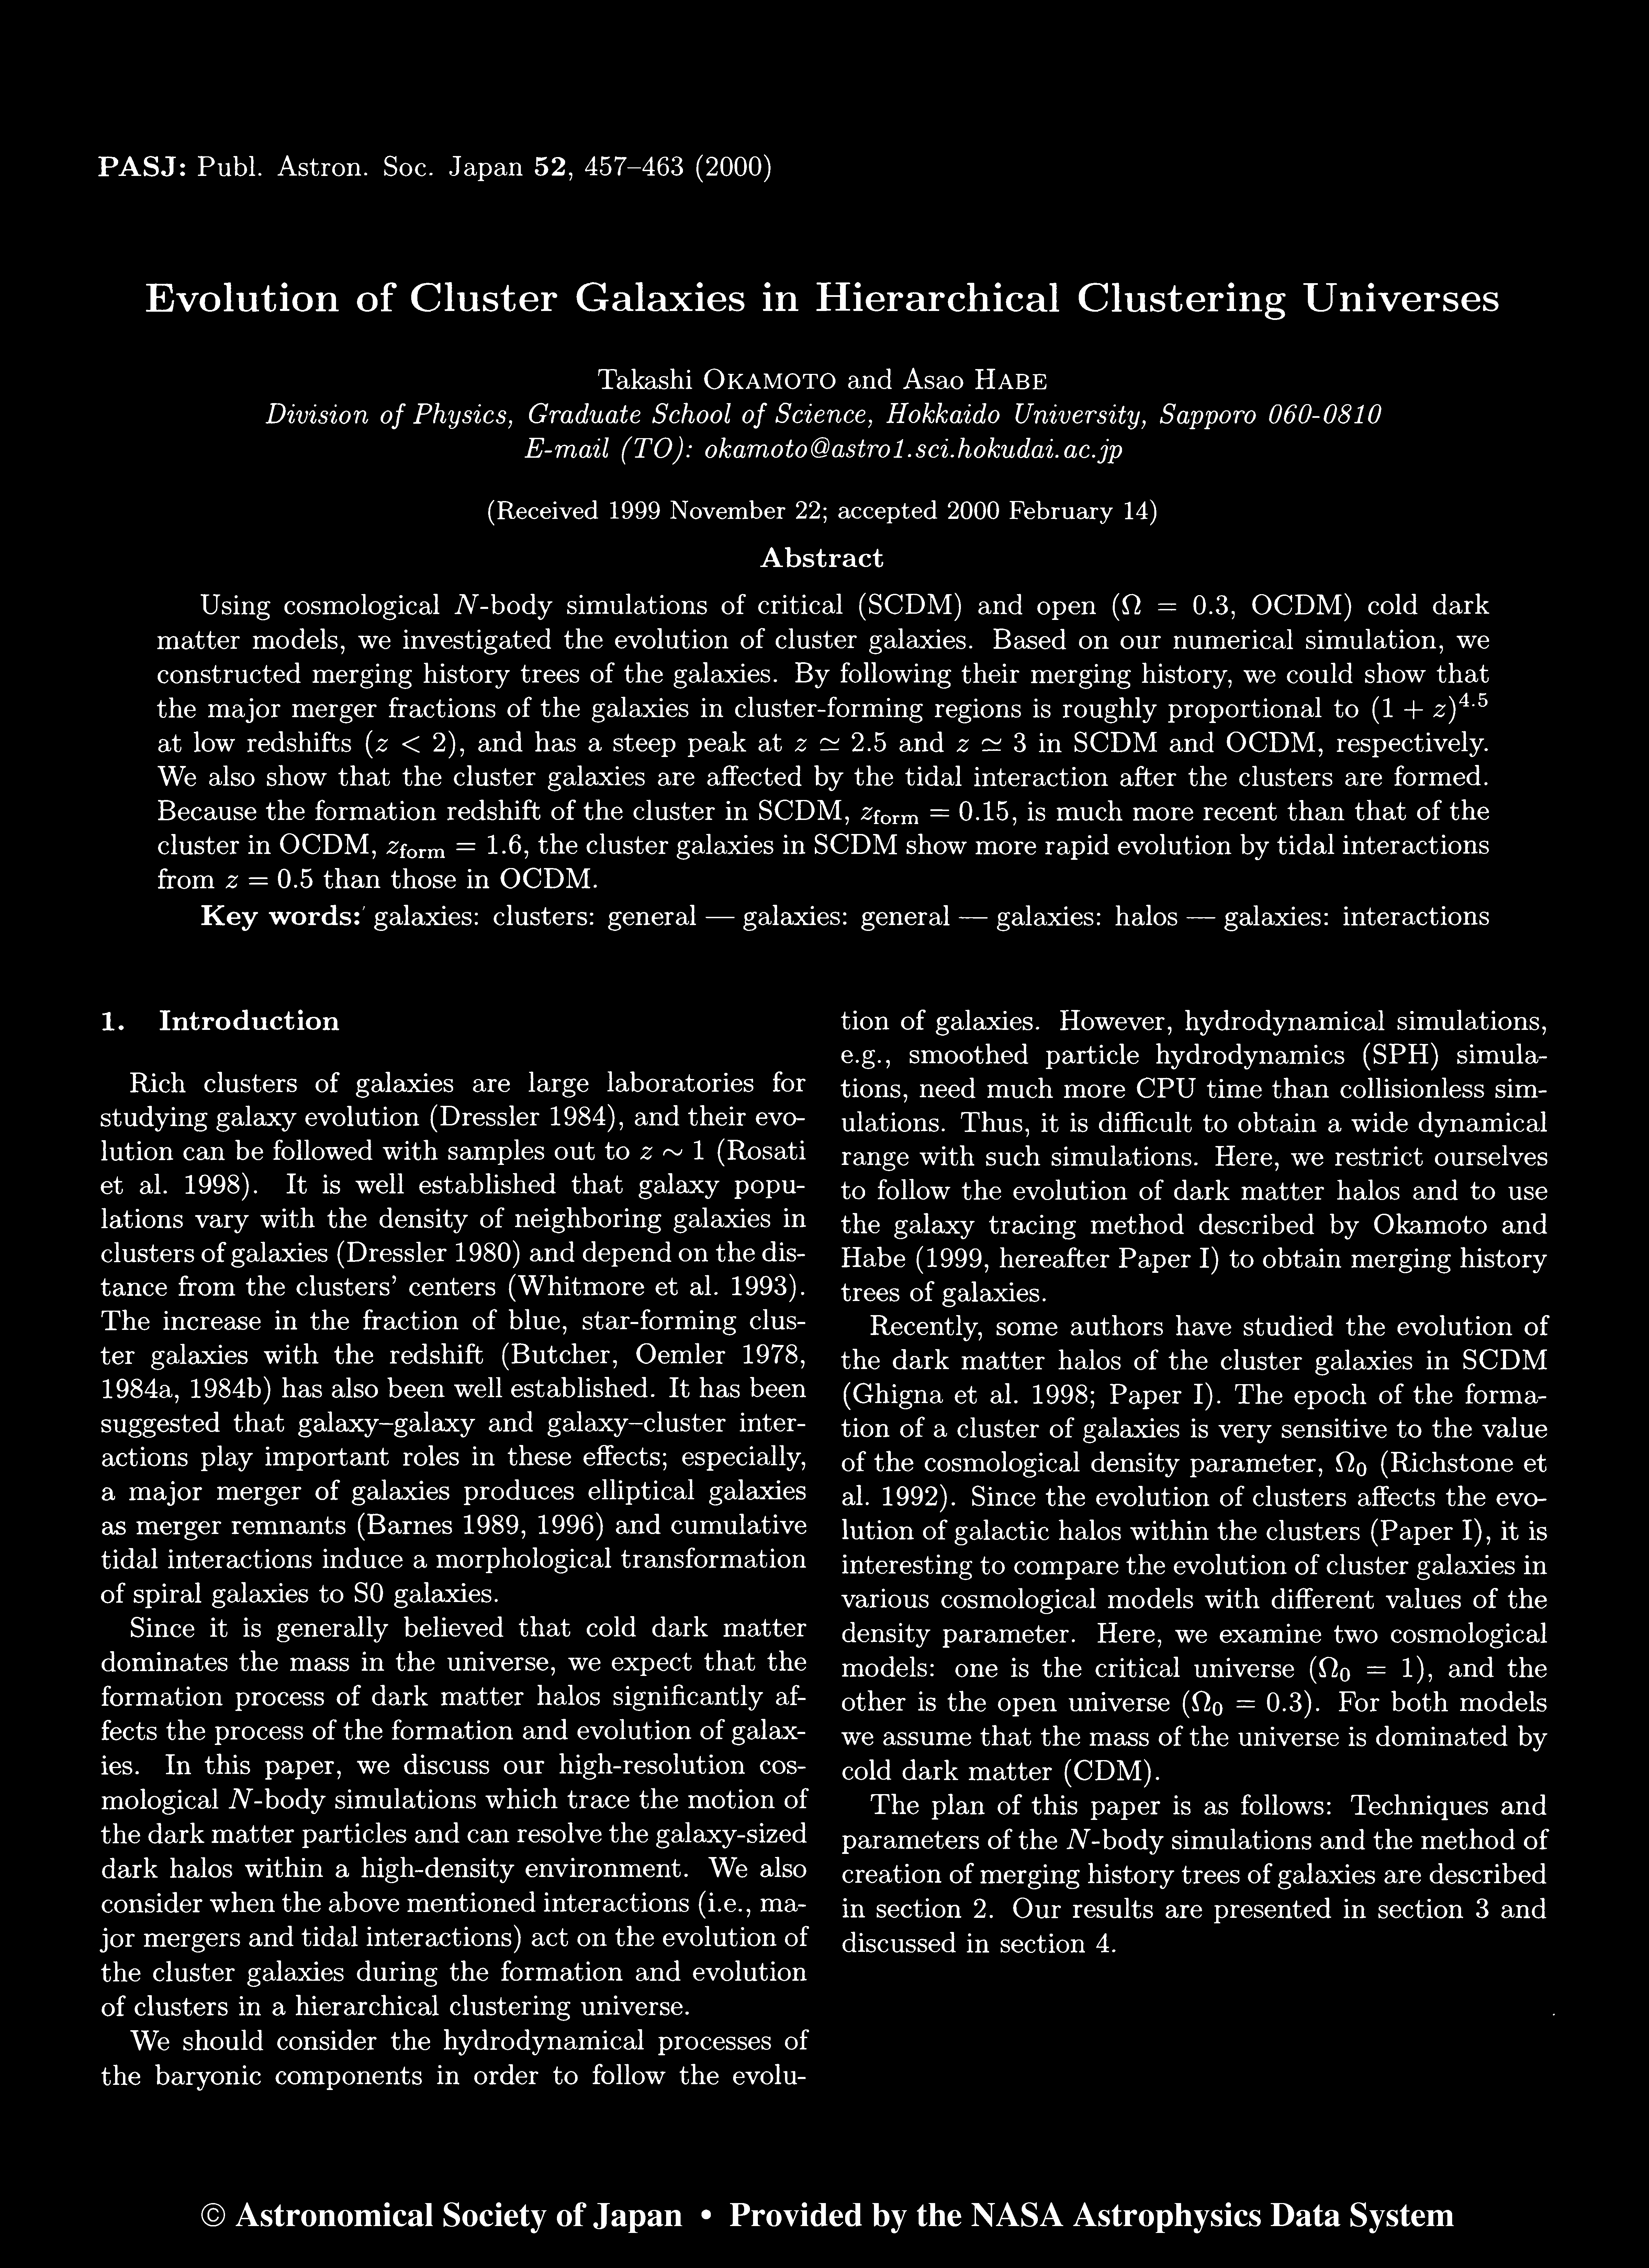 PASJ: Publ. Astron. Soc. Japan 52, 457–463 (2000)
Evolution of Cluster Galaxies in Hierarchical Clustering Universes
Takashi OKAMOTO and Asao HABE
Division of Physics, Graduate School of Science, Hokkaido University, Sapporo 060-0810
E-mail (TO): okamoto@astro1.sci.hokudai.ac.jp
(Received 1999 November 22; accepted 2000 February 14)
Abstract
Using cosmological N-body simulations of critical (SCDM) and open (Ω = 0.3, OCDM) cold dark
matter models, we investigated the evolution of cluster galaxies. Based on our numerical simulation, we
constructed merging history trees of the galaxies. By following their merging history, we could show that
the major merger fractions of the galaxies in cluster-forming regions is roughly proportional to (1 + z)^4.5
at low redshifts (z < 2), and has a steep peak at z ≃ 2.5 and z ≃ 3 in SCDM and OCDM, respectively.
We also show that the cluster galaxies are affected by the tidal interaction after the clusters are formed.
Because the formation redshift of the cluster in SCDM, z_form = 0.15, is much more recent than that of the
cluster in OCDM, z_form = 1.6, the cluster galaxies in SCDM show more rapid evolution by tidal interactions
from z = 0.5 than those in OCDM.
Key words: galaxies: clusters: general — galaxies: general — galaxies: halos — galaxies: interactions
1. Introduction
Rich clusters of galaxies are large laboratories for
studying galaxy evolution (Dressler 1984), and their evo-
lution can be followed with samples out to z ∼ 1 (Rosati
et al. 1998). It is well established that galaxy popu-
lations vary with the density of neighboring galaxies in
clusters of galaxies (Dressler 1980) and depend on the dis-
tance from the clusters' centers (Whitmore et al. 1993).
The increase in the fraction of blue, star-forming clus-
ter galaxies with the redshift (Butcher, Oemler 1978,
1984a, 1984b) has also been well established. It has been
suggested that galaxy–galaxy and galaxy–cluster inter-
actions play important roles in these effects; especially,
a major merger of galaxies produces elliptical galaxies
as merger remnants (Barnes 1989, 1996) and cumulative
tidal interactions induce a morphological transformation
of spiral galaxies to S0 galaxies.
Since it is generally believed that cold dark matter
dominates the mass in the universe, we expect that the
formation process of dark matter halos significantly af-
fects the process of the formation and evolution of galax-
ies. In this paper, we discuss our high-resolution cos-
mological N-body simulations which trace the motion of
the dark matter particles and can resolve the galaxy-sized
dark halos within a high-density environment. We also
consider when the above mentioned interactions (i.e., ma-
jor mergers and tidal interactions) act on the evolution of
the cluster galaxies during the formation and evolution
of clusters in a hierarchical clustering universe.
We should consider the hydrodynamical processes of
the baryonic components in order to follow the evolu-
tion of galaxies. However, hydrodynamical simulations,
e.g., smoothed particle hydrodynamics (SPH) simula-
tions, need much more CPU time than collisionless sim-
ulations. Thus, it is difficult to obtain a wide dynamical
range with such simulations. Here, we restrict ourselves
to follow the evolution of dark matter halos and to use
the galaxy tracing method described by Okamoto and
Habe (1999, hereafter Paper I) to obtain merging history
trees of galaxies.
Recently, some authors have studied the evolution of
the dark matter halos of the cluster galaxies in SCDM
(Ghigna et al. 1998; Paper I). The epoch of the forma-
tion of a cluster of galaxies is very sensitive to the value
of the cosmological density parameter, Ω₀ (Richstone et
al. 1992). Since the evolution of clusters affects the evo-
lution of galactic halos within the clusters (Paper I), it is
interesting to compare the evolution of cluster galaxies in
various cosmological models with different values of the
density parameter. Here, we examine two cosmological
models: one is the critical universe (Ω₀ = 1), and the
other is the open universe (Ω₀ = 0.3). For both models
we assume that the mass of the universe is dominated by
cold dark matter (CDM).
The plan of this paper is as follows: Techniques and
parameters of the N-body simulations and the method of
creation of merging history trees of galaxies are described
in section 2. Our results are presented in section 3 and
discussed in section 4.
© Astronomical Society of Japan • Provided by the NASA Astrophysics Data System